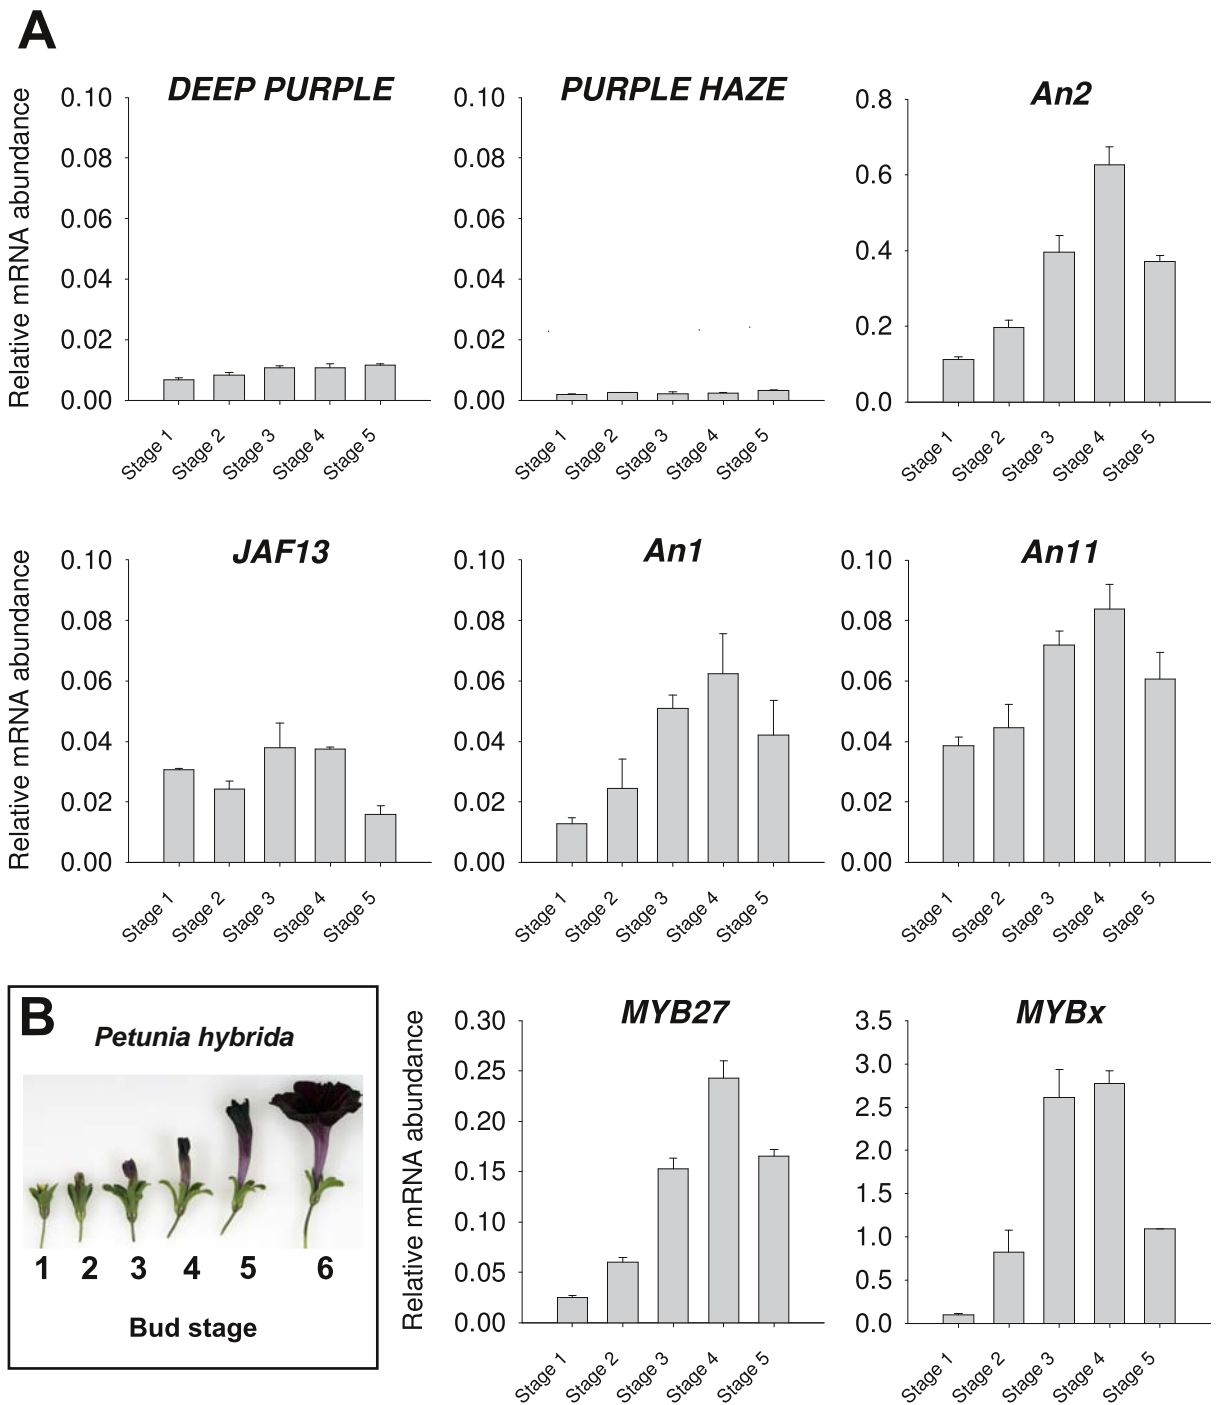 A
DEEP PURPLE
Relative mRNA abundance
0.10
0.08
0.06
0.04
0.02
0.00
Stage 1
Stage 2
Stage 3
Stage 4
Stage 5
PURPLE HAZE
0.10
0.08
0.06
0.04
0.02
0.00
Stage 1
Stage 2
Stage 3
Stage 4
Stage 5
An2
0.8
0.6
0.4
0.2
0.0
Stage 1
Stage 2
Stage 3
Stage 4
Stage 5
JAF13
Relative mRNA abundance
0.10
0.08
0.06
0.04
0.02
0.00
Stage 1
Stage 2
Stage 3
Stage 4
Stage 5
An1
0.10
0.08
0.06
0.04
0.02
0.00
Stage 1
Stage 2
Stage 3
Stage 4
Stage 5
An11
0.10
0.08
0.06
0.04
0.02
0.00
Stage 1
Stage 2
Stage 3
Stage 4
Stage 5
B
Petunia hybrida
1 2 3 4 5 6
Bud stage
MYB27
Relative mRNA abundance
0.30
0.25
0.20
0.15
0.10
0.05
0.00
Stage 1
Stage 2
Stage 3
Stage 4
Stage 5
MYBx
3.5
3.0
2.5
2.0
1.5
1.0
0.5
0.0
Stage 1
Stage 2
Stage 3
Stage 4
Stage 5